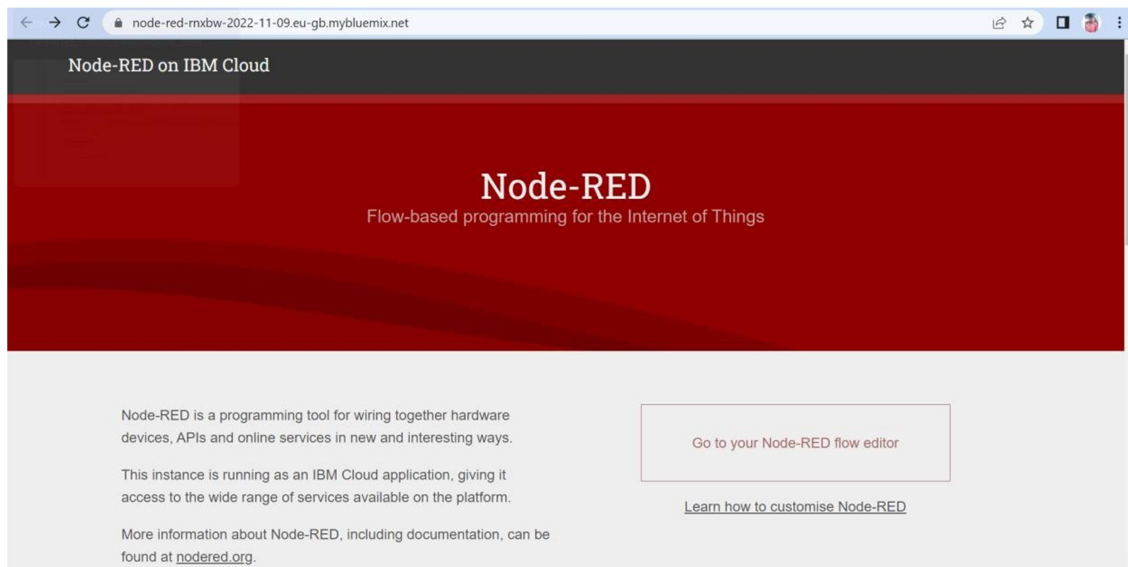 node-red-rnxbw-2022-11-09.eu-gb.mybluemix.net
Node-RED on IBM Cloud
Node-RED
Flow-based programming for the Internet of Things
Node-RED is a programming tool for wiring together hardware
devices, APIs and online services in new and interesting ways.
This instance is running as an IBM Cloud application, giving it
access to the wide range of services available on the platform.
More information about Node-RED, including documentation, can be
found at nodered.org.
Go to your Node-RED flow editor
Learn how to customise Node-RED